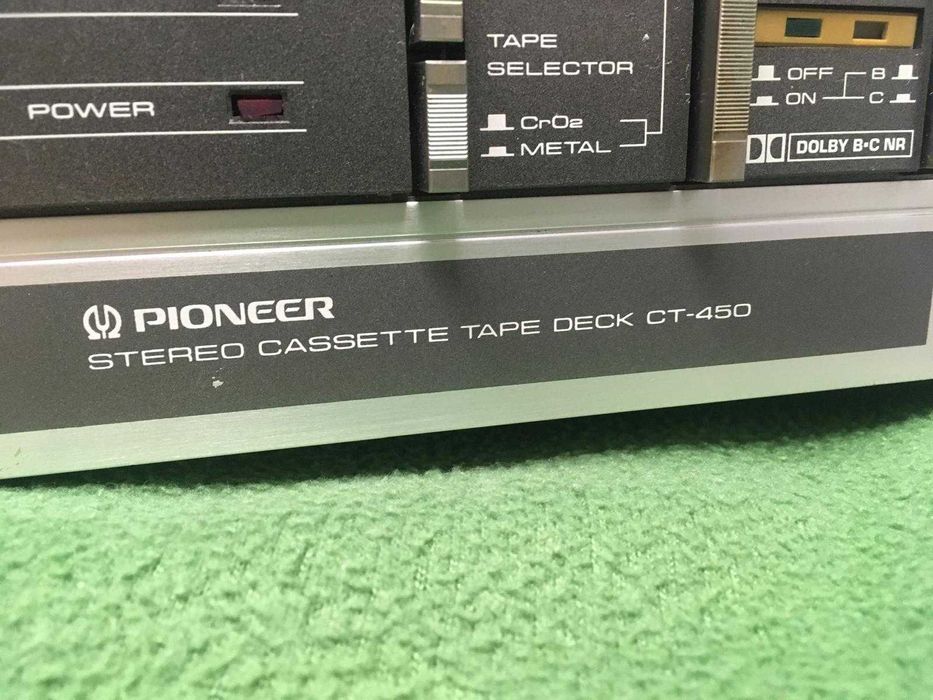 POWER
TAPE
SELECTOR
CrO2
METAL
OFF B
ON C
DOLBY B•C NR
PIONEER
STEREO CASSETTE TAPE DECK CT-450